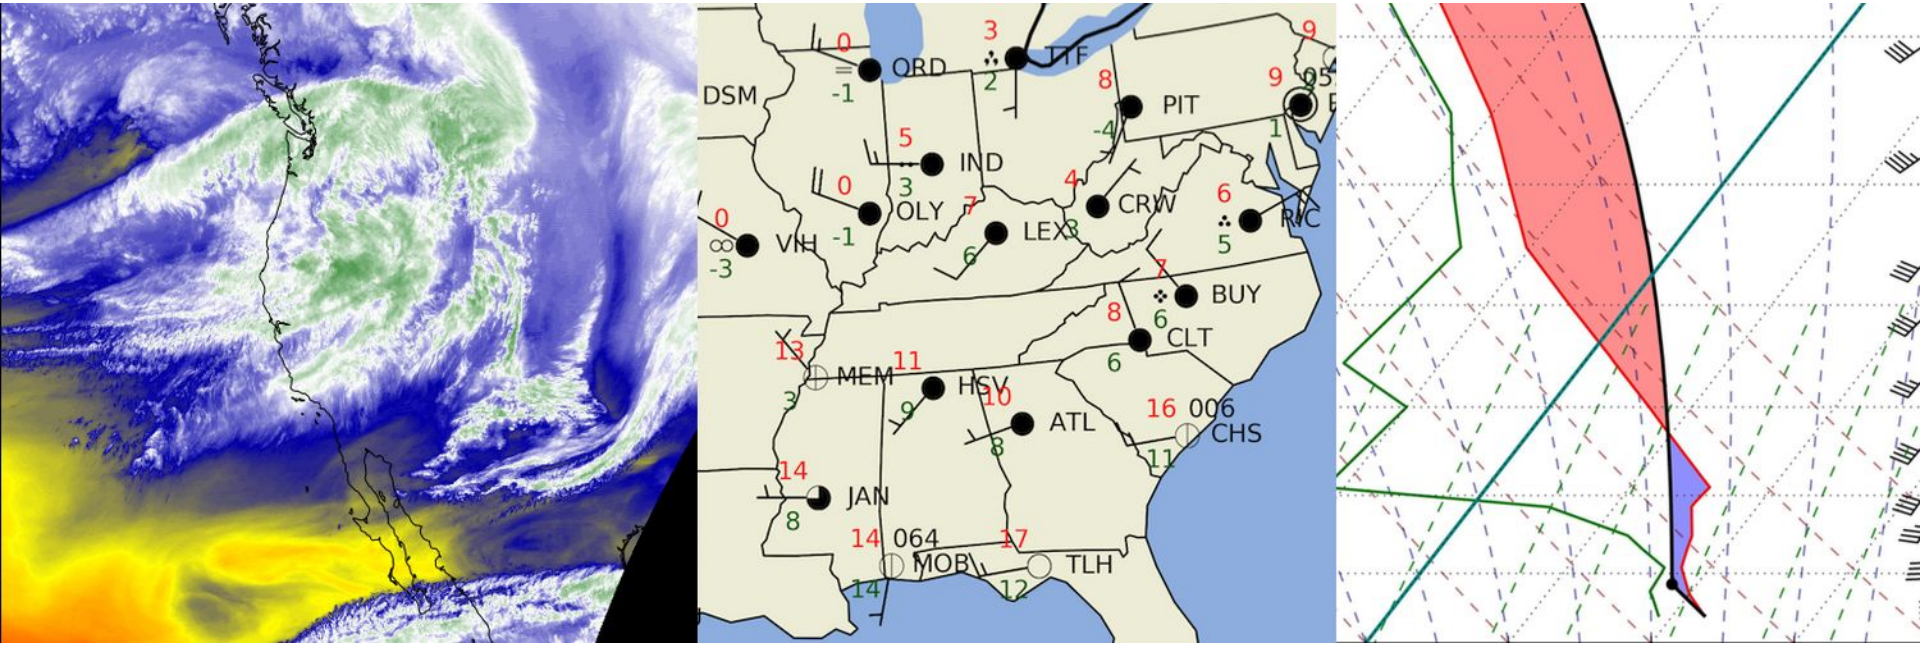 3
9
0 ORD TTF
-1 2 8 9 05
DSM PIT
-4 1
5 IND
3
0 4 6
OLY 7 CRW RIC
-1 LEX 3 5
0 VIH 6
-3
7 BUY
6
8 CLT
6
13 MEM 11 HSV
3 9 10 ATL
8
16 006 CHS
11
14 JAN
8
14 064 17
MOB TLH
14 12